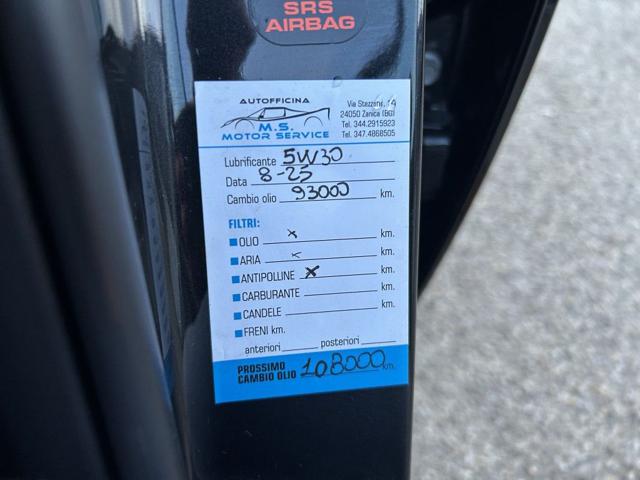 SRS
AIRBAG
AUTOFFICINA
M.S.
MOTOR SERVICE
Via Stezzano, 14
24050 Zanica (BG)
Tel. 344.2915923
Tel. 347.4868505
Lubrificante 5W30
Data 8-25
Cambio olio 93000 km.
FILTRI:
OLIO x km.
ARIA x km.
ANTIPOLLINE x km.
CARBURANTE km.
CANDELE km.
FRENI km.
anteriori posteriori
PROSSIMO
CAMBIO OLIO 108000 km.